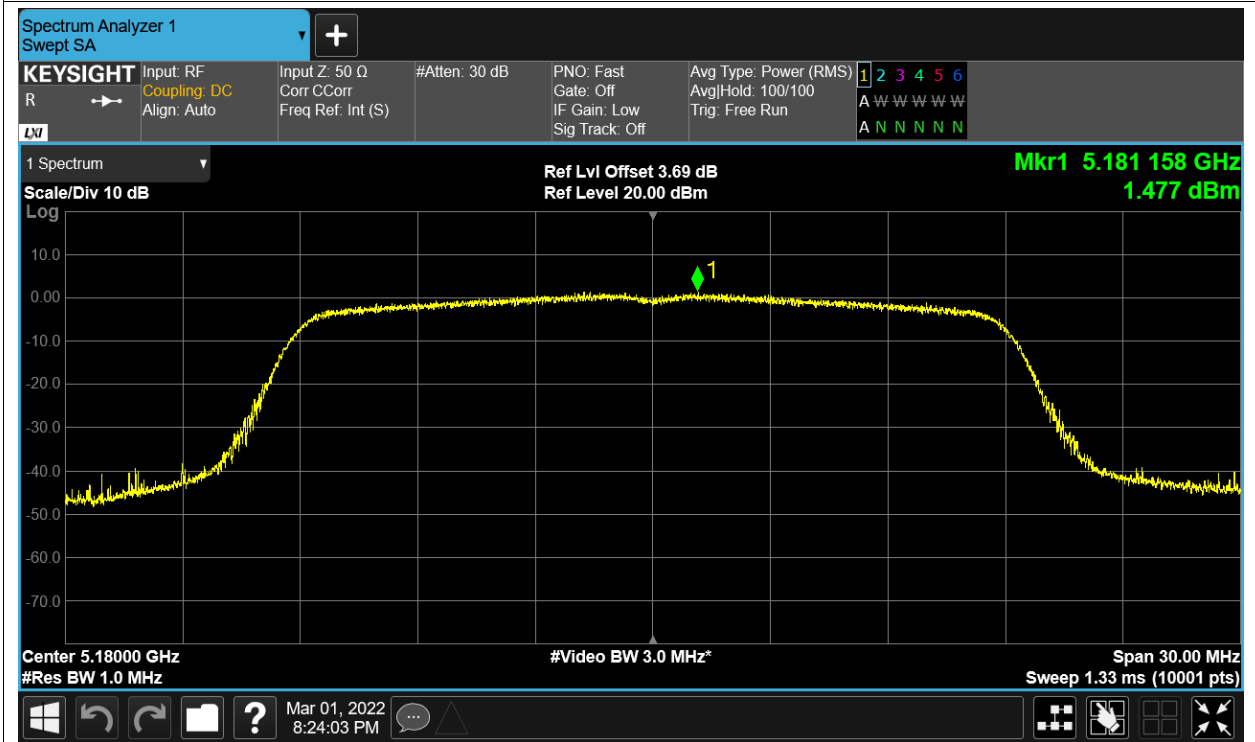 Spectrum Analyzer 1
Swept SA
+
KEYSIGHT
R
LXI
Input: RF
Coupling: DC
Align: Auto
Input Z: 50 Ω
Corr CCorr
Freq Ref: Int (S)
#Atten: 30 dB
PNO: Fast
Gate: Off
IF Gain: Low
Sig Track: Off
Avg Type: Power (RMS)
Avg|Hold: 100/100
Trig: Free Run
1 2 3 4 5 6
A W W W W W
A N N N N N
1 Spectrum
Scale/Div 10 dB
Log
Ref Lvl Offset 3.69 dB
Ref Level 20.00 dBm
Mkr1 5.181 158 GHz
1.477 dBm
1
10.0
0.00
-10.0
-20.0
-30.0
-40.0
-50.0
-60.0
-70.0
Center 5.18000 GHz
#Res BW 1.0 MHz
#Video BW 3.0 MHz*
Span 30.00 MHz
Sweep 1.33 ms (10001 pts)
?
Mar 01, 2022
8:24:03 PM